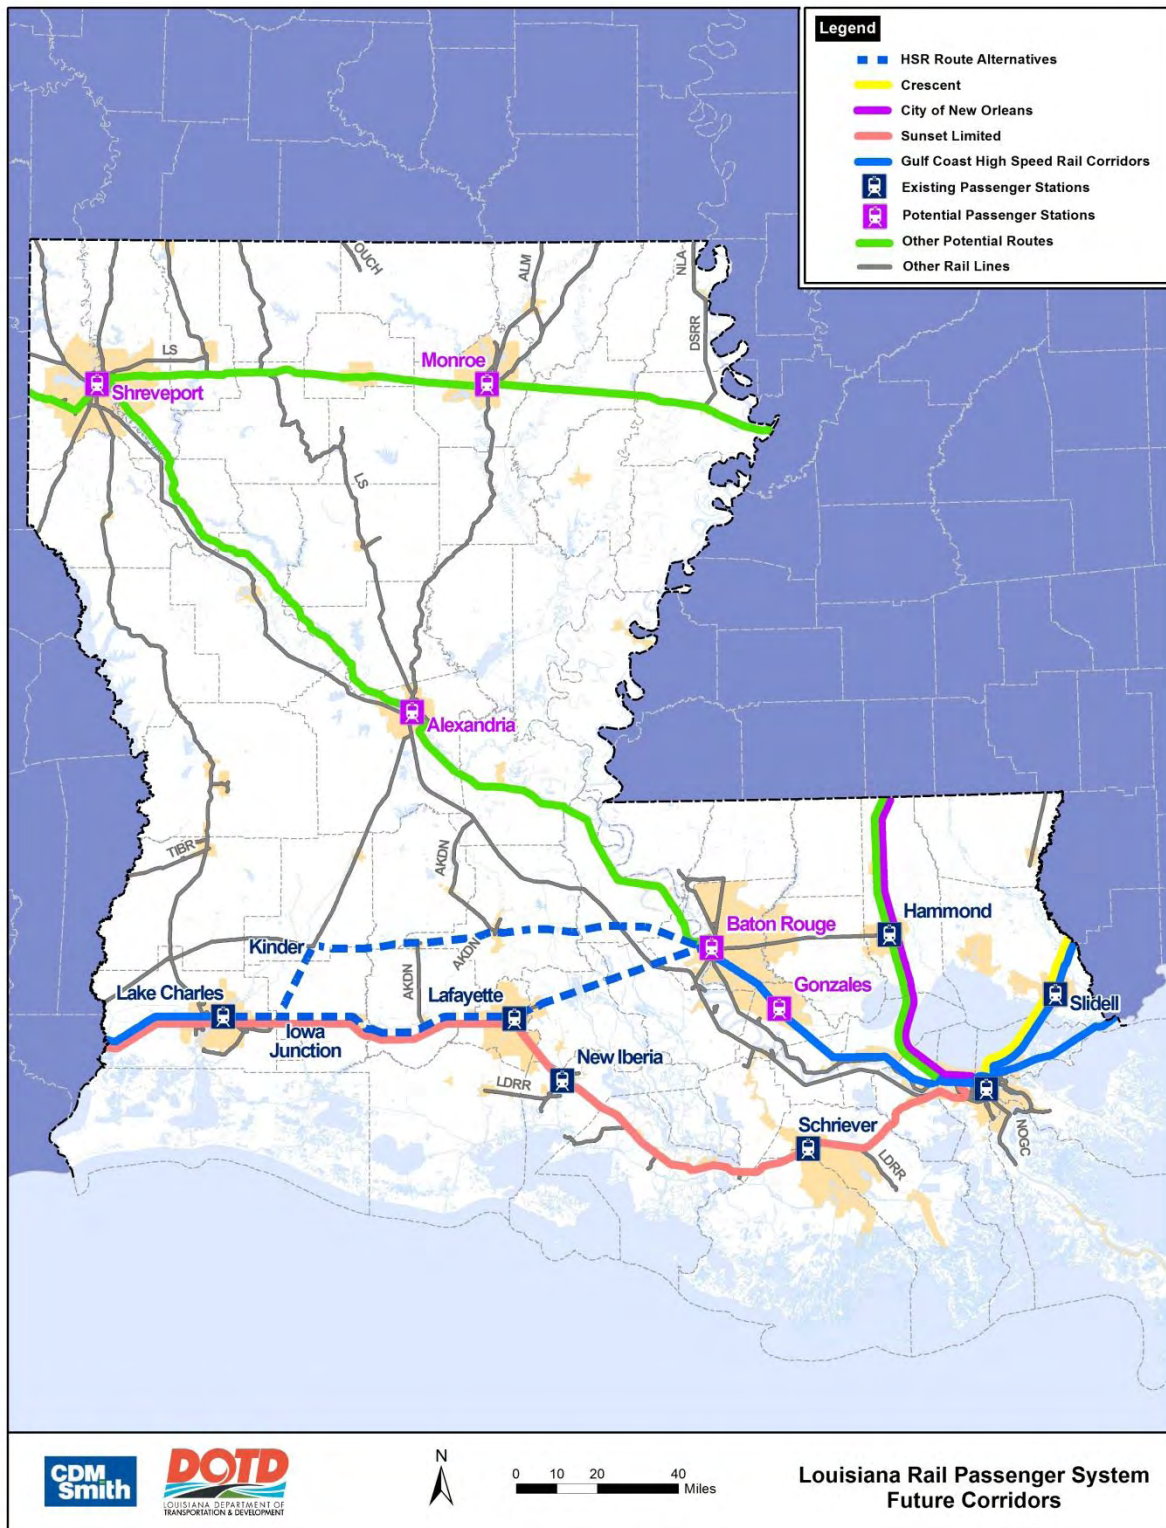 Legend
HSR Route Alternatives
Crescent
City of New Orleans
Sunset Limited
Gulf Coast High Speed Rail Corridors
Existing Passenger Stations
Potential Passenger Stations
Other Potential Routes
Other Rail Lines
OUCH
ALM
NLA
DSRR
LS
Monroe
Shreveport
LS
Alexandria
TIBR
AKDN
Hammond
Baton Rouge
Kinder
AKDN
AKDN
Gonzales
Slidell
Lake Charles
Lafayette
Iowa
Junction
New Iberia
LDRR
Schriever
LDRR
NOGC
CDM
Smith
DOTD
LOUISIANA DEPARTMENT OF
TRANSPORTATION & DEVELOPMENT
N
0 10 20 40
Miles
Louisiana Rail Passenger System
Future Corridors